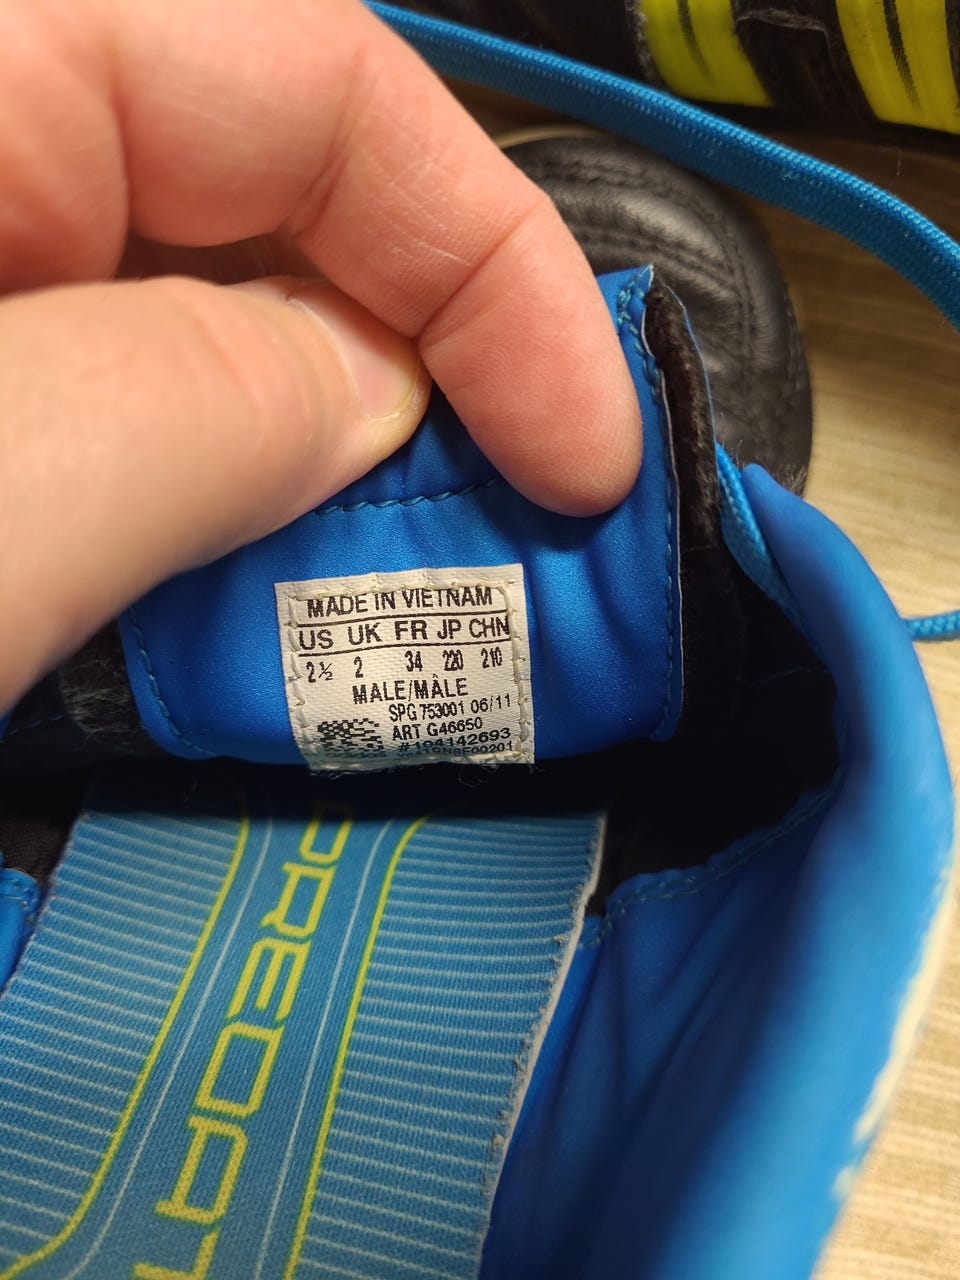 MADE IN VIETNAM
US UK FR JP CHN
2½ 2 34 220 210
MALE/MÂLE
SPG 753001 06/11
ART G46650
#104142693
PREDAT